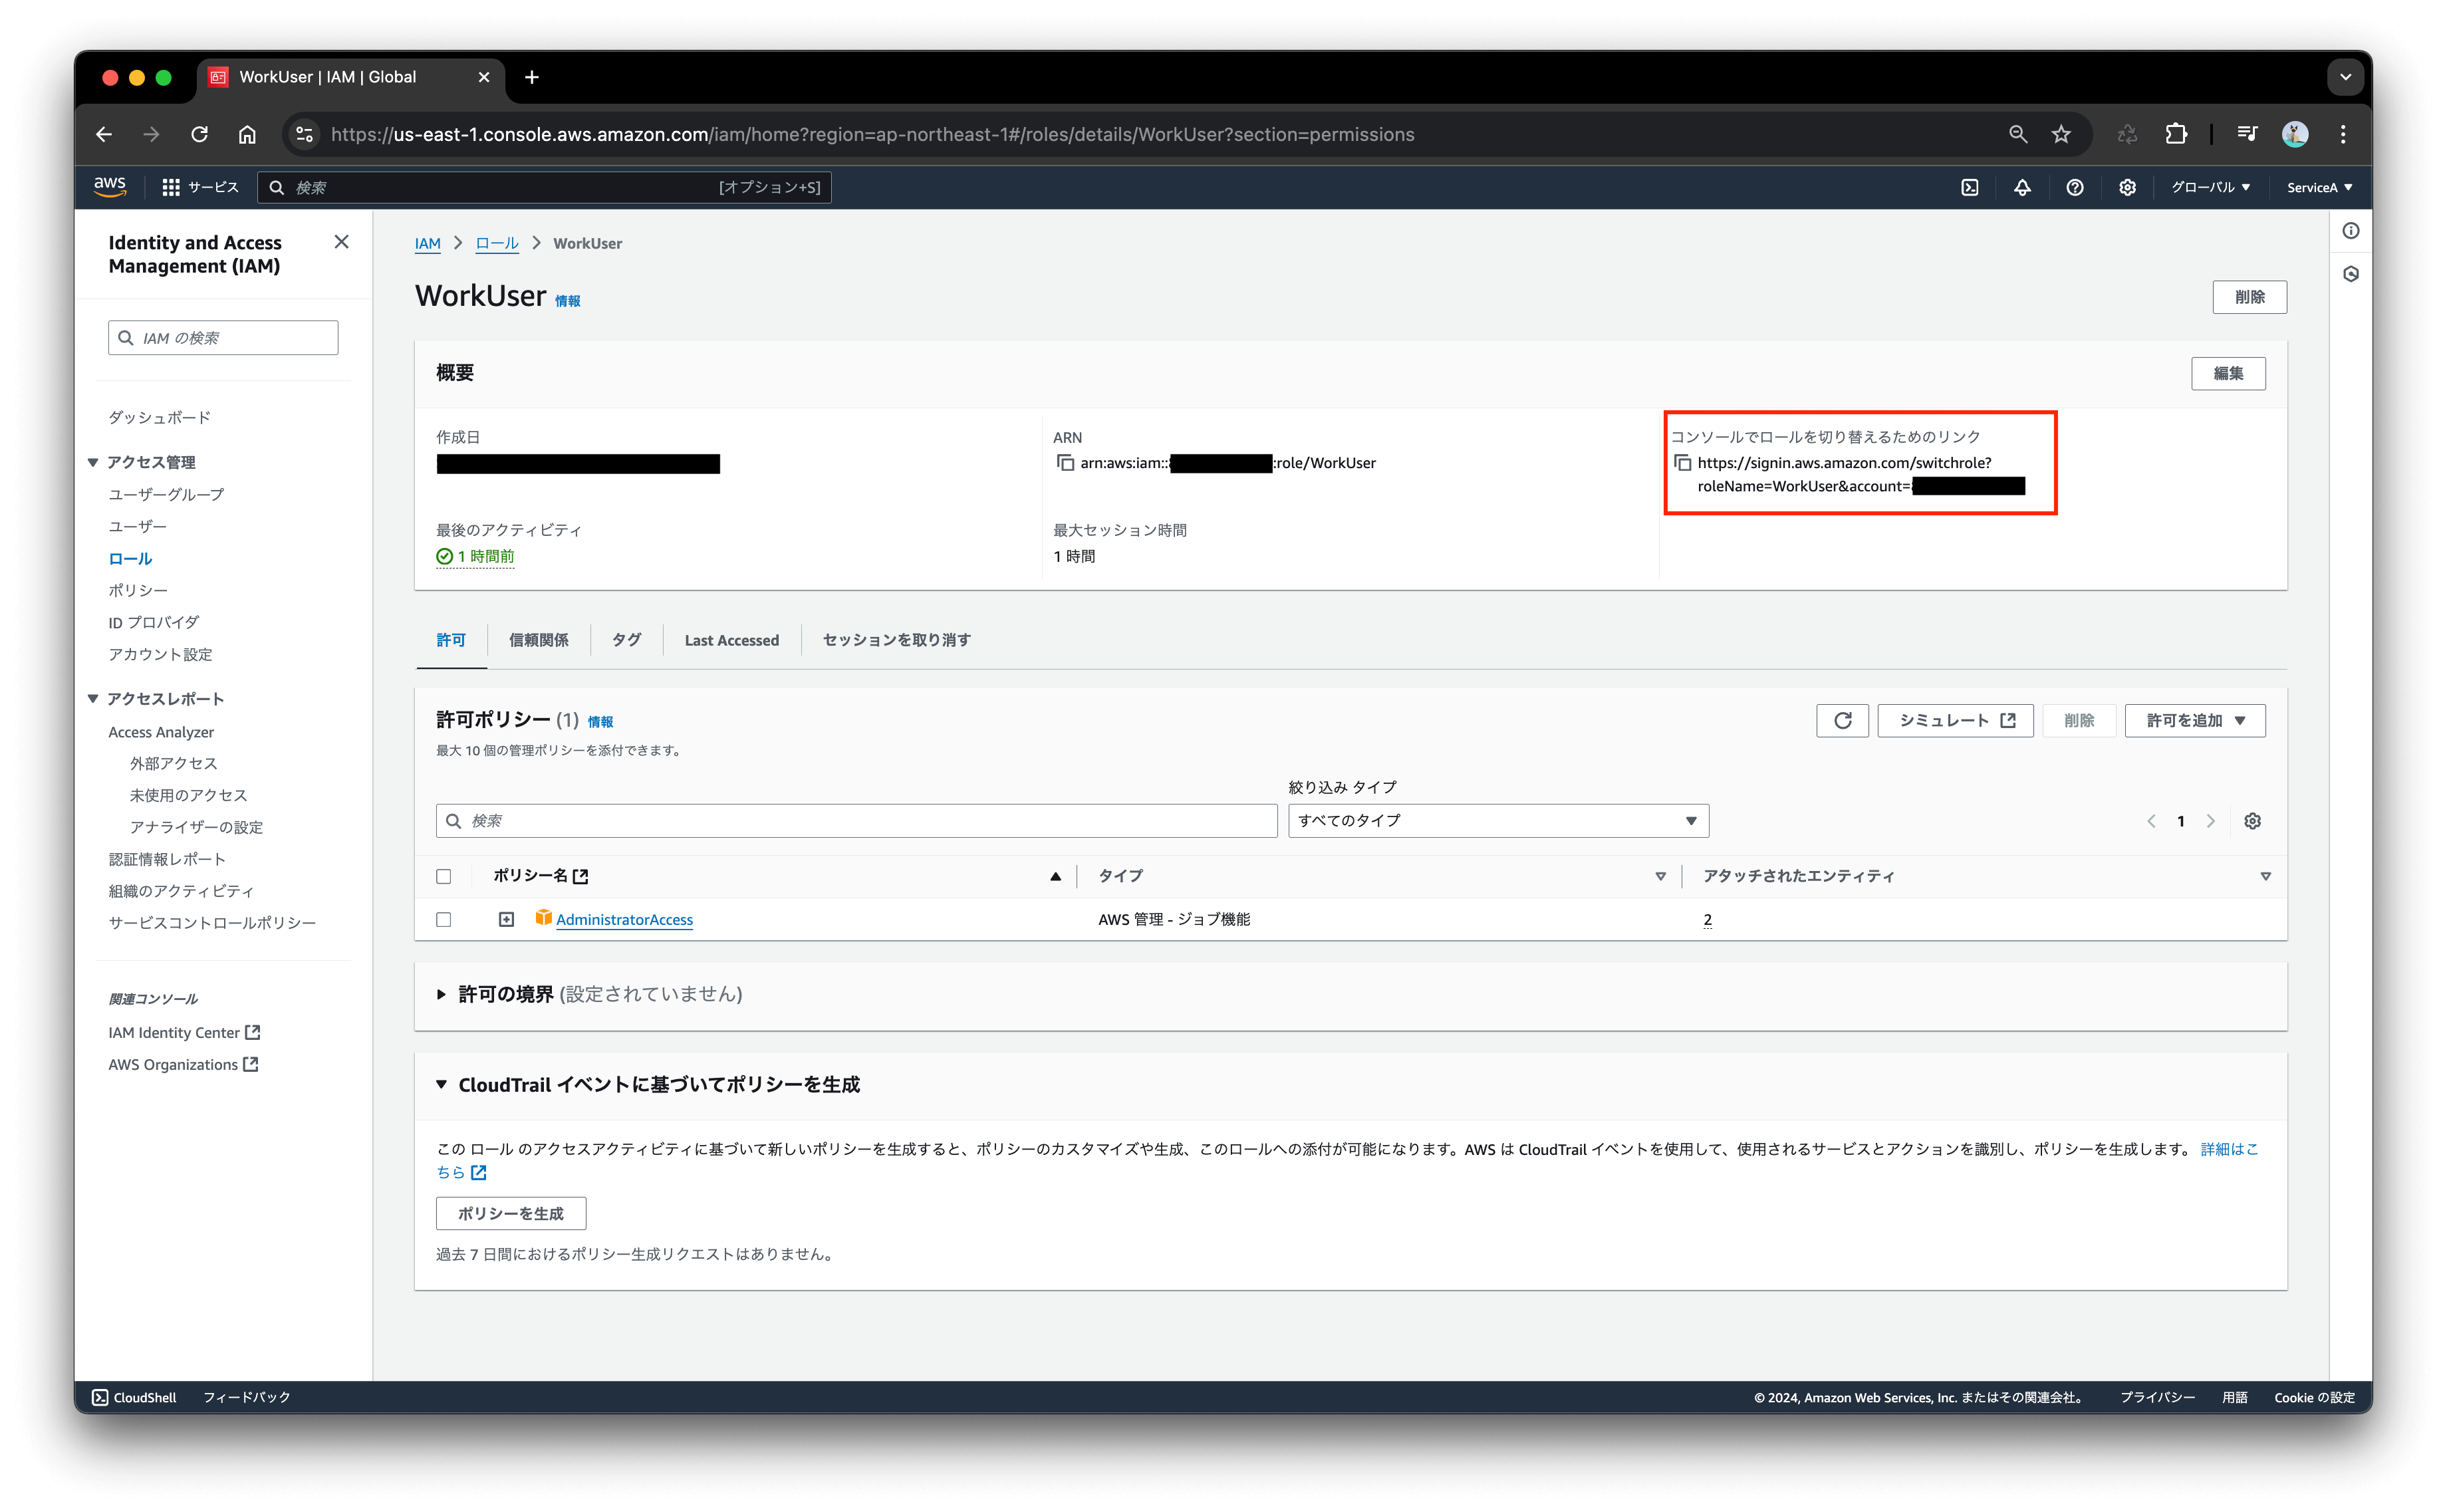 WorkUser | IAM | Global
https://us-east-1.console.aws.amazon.com/iam/home?region=ap-northeast-1#/roles/details/WorkUser?section=permissions
aws
サービス
検索
[オプション+S]
グローバル
ServiceA
Identity and Access
Management (IAM)
IAM の検索
ダッシュボード
アクセス管理
ユーザーグループ
ユーザー
ロール
ポリシー
ID プロバイダ
アカウント設定
アクセスレポート
Access Analyzer
外部アクセス
未使用のアクセス
アナライザーの設定
認証情報レポート
組織のアクティビティ
サービスコントロールポリシー
関連コンソール
IAM Identity Center
AWS Organizations
IAM
ロール
WorkUser
WorkUser 情報
削除
概要
編集
作成日
最後のアクティビティ
1 時間前
ARN
arn:aws:iam:: :role/WorkUser
最大セッション時間
1 時間
コンソールでロールを切り替えるためのリンク
https://signin.aws.amazon.com/switchrole?
roleName=WorkUser&account=
許可
信頼関係
タグ
Last Accessed
セッションを取り消す
許可ポリシー (1) 情報
最大 10 個の管理ポリシーを添付できます。
シミュレート
削除
許可を追加
絞り込み タイプ
検索
すべてのタイプ
1
ポリシー名
タイプ
アタッチされたエンティティ
AdministratorAccess
AWS 管理 - ジョブ機能
2
許可の境界 (設定されていません)
CloudTrail イベントに基づいてポリシーを生成
この ロール のアクセスアクティビティに基づいて新しいポリシーを生成すると、ポリシーのカスタマイズや生成、このロールへの添付が可能になります。AWS は CloudTrail イベントを使用して、使用されるサービスとアクションを識別し、ポリシーを生成します。 詳細はこ
ちら
ポリシーを生成
過去 7 日間におけるポリシー生成リクエストはありません。
CloudShell
フィードバック
© 2024, Amazon Web Services, Inc. またはその関連会社。
プライバシー
用語
Cookie の設定